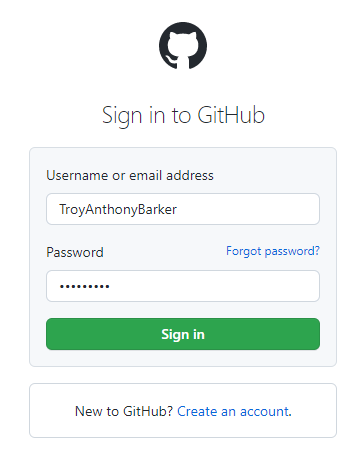 Sign in to GitHub
Username or email address
TroyAnthonyBarker
Password Forgot password?
•••••••••
Sign in
New to GitHub? Create an account.